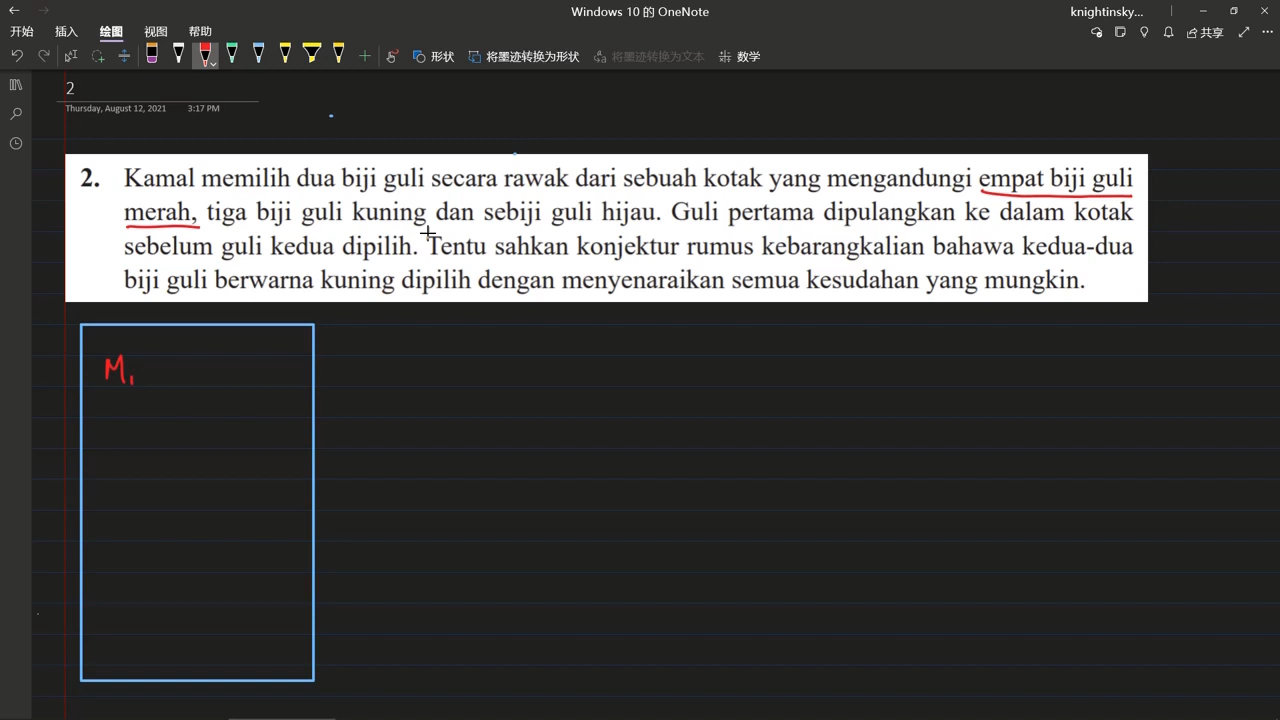 Windows 10 的 OneNote
knightinsky...
开始 插入 绘图 视图 帮助
形状 将墨迹转换为形状 将墨迹转换为文本 数学
共享
2
Thursday, August 12, 2021 3:17 PM
2. Kamal memilih dua biji guli secara rawak dari sebuah kotak yang mengandungi empat biji guli
merah, tiga biji guli kuning dan sebiji guli hijau. Guli pertama dipulangkan ke dalam kotak
sebelum guli kedua dipilih. Tentu sahkan konjektur rumus kebarangkalian bahawa kedua-dua
biji guli berwarna kuning dipilih dengan menyenaraikan semua kesudahan yang mungkin.
M₁